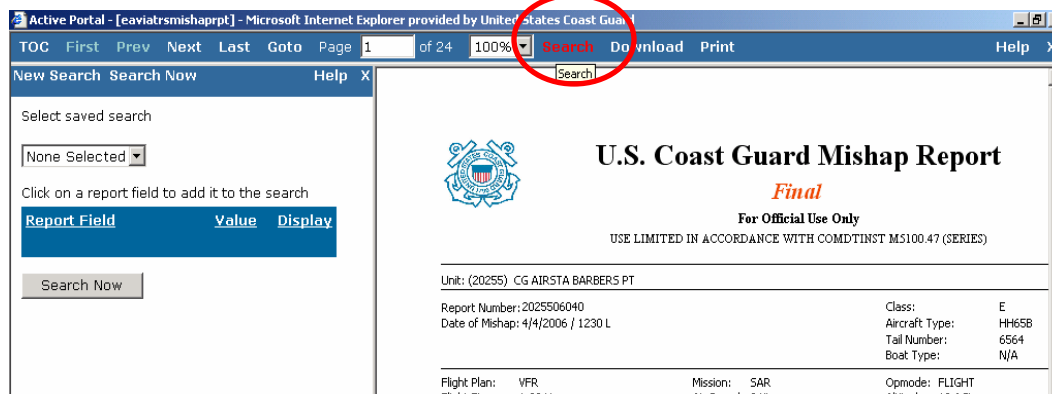 Active Portal - [eaviatrsmishaprpt] - Microsoft Internet Explorer provided by United States Coast Guard
TOC First Prev Next Last Goto Page 1 of 24 100% Search Download Print Help X
New Search Search Now Help X
Search
Select saved search
None Selected
Click on a report field to add it to the search
Report Field Value Display
Search Now
U.S. Coast Guard Mishap Report
Final
For Official Use Only
USE LIMITED IN ACCORDANCE WITH COMDTINST M5100.47 (SERIES)
Unit: (20255) CG AIRSTA BARBERS PT
Report Number: 2025506040
Date of Mishap: 4/4/2006 / 1230 L
Class: E
Aircraft Type: HH65B
Tail Number: 6564
Boat Type: N/A
Flight Plan: VFR
Mission: SAR
Opmode: FLIGHT